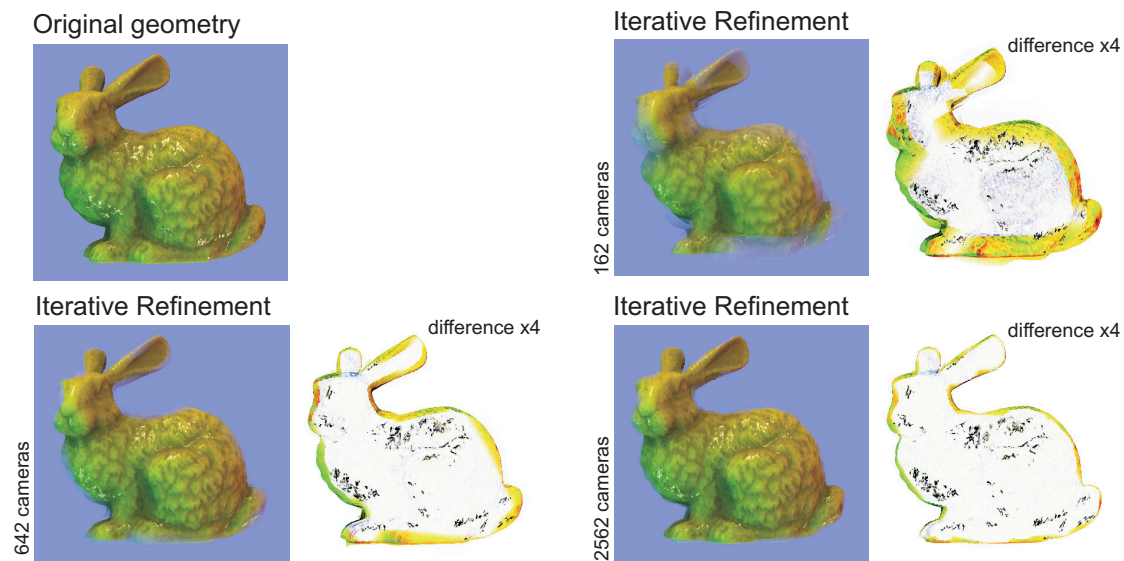 Original geometry
Iterative Refinement
difference x4
162 cameras
Iterative Refinement
difference x4
642 cameras
Iterative Refinement
difference x4
2562 cameras